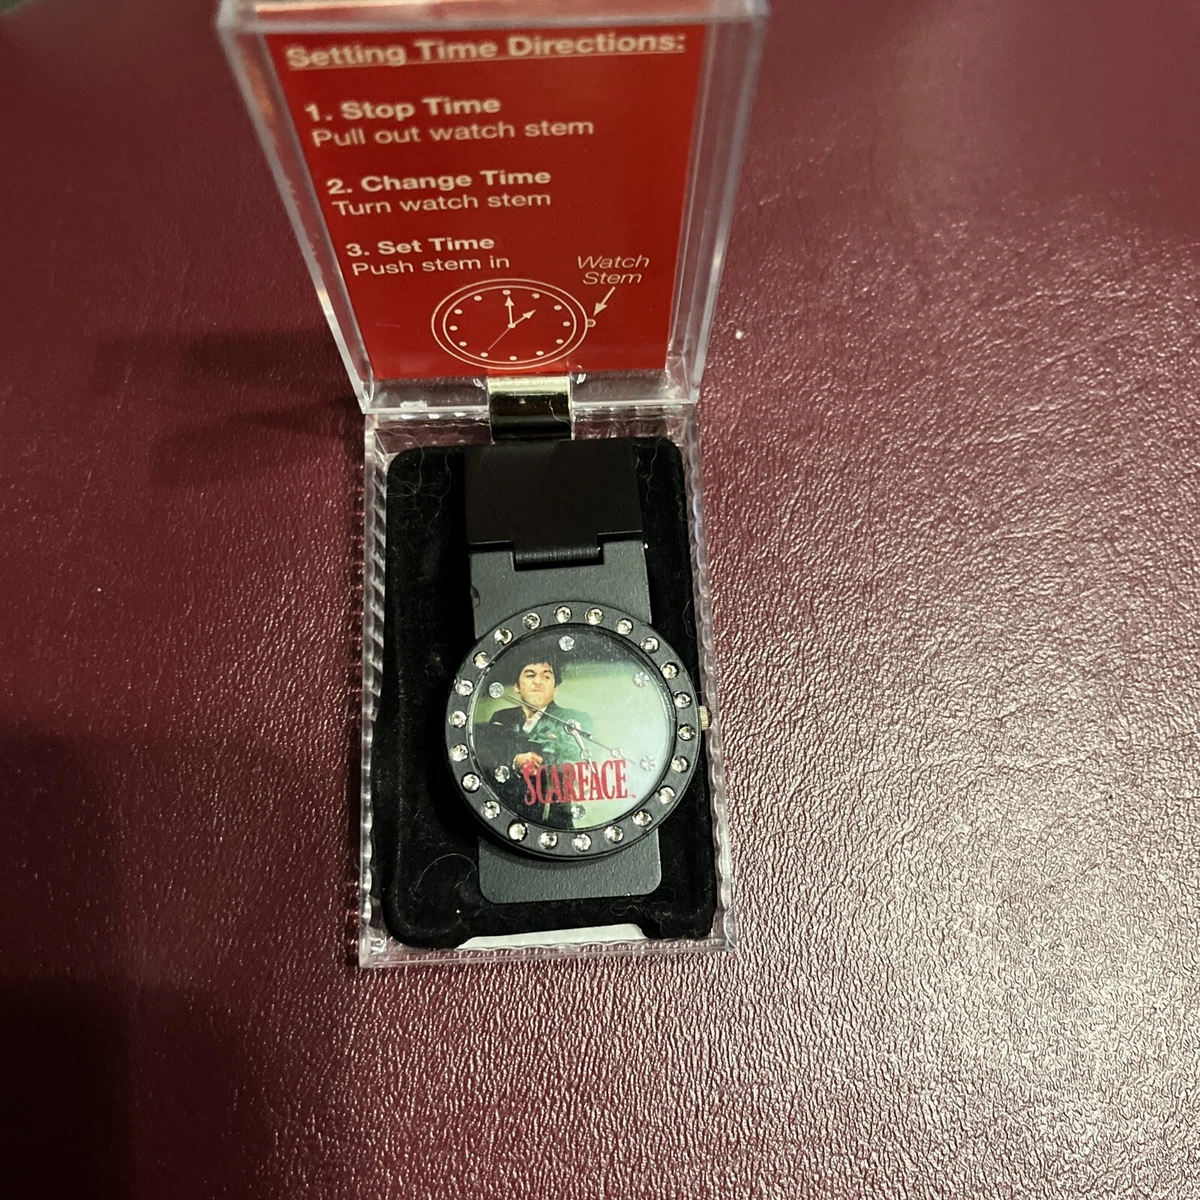 Setting Time Directions:
1. Stop Time
Pull out watch stem
2. Change Time
Turn watch stem
3. Set Time
Push stem in
Watch
Stem
SCARFACE™